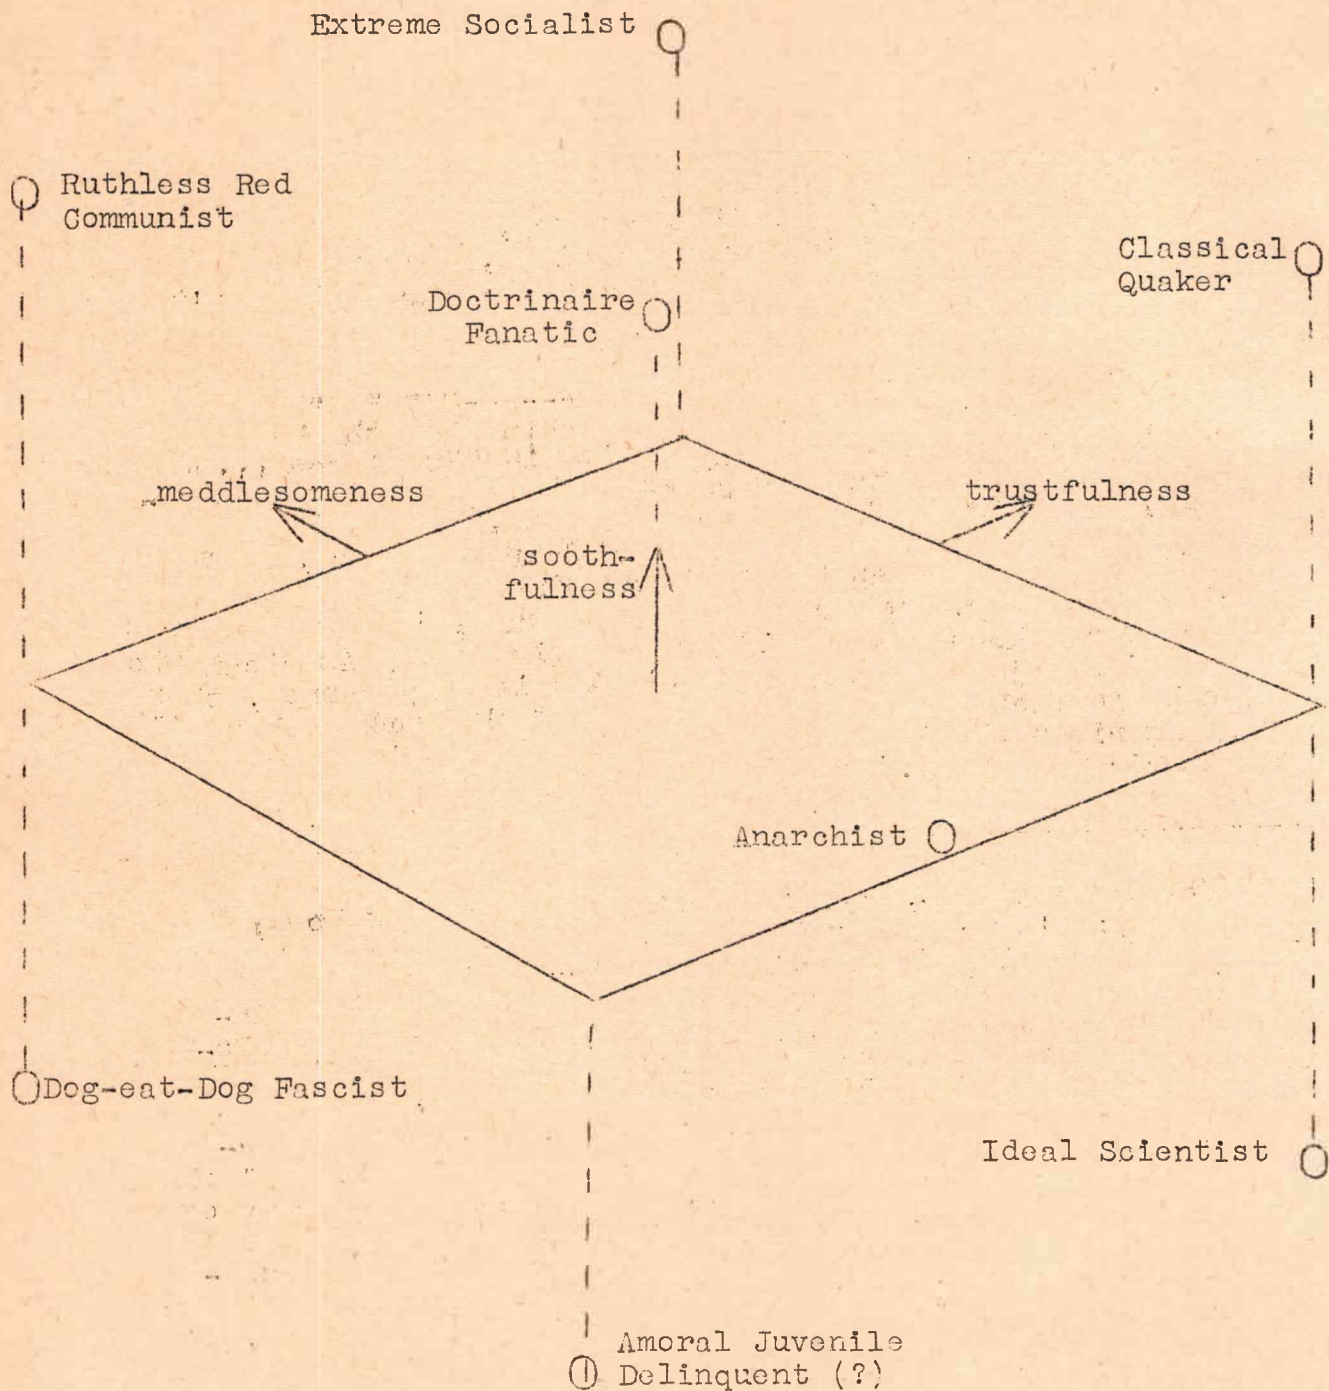 Extreme Socialist
Ruthless Red
Communist
Classical
Quaker
Doctrinaire
Fanatic
meddlesomeness
trustfulness
sooth-
fulness
Anarchist
Dog-eat-Dog Fascist
Ideal Scientist
Amoral Juvenile
Delinquent (?)